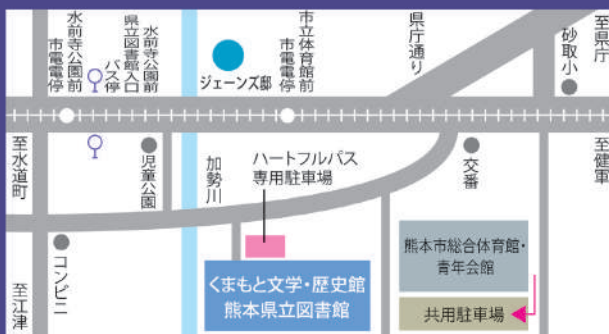 水前寺公園前
市電電停
水前寺公園前
県立図書館入口
バス停
ジェーンズ邸
市立体育館前
市電電停
県庁通り
砂取小
至県庁
至水道町
児童公園
加勢川
ハートフルバス
専用駐車場
交番
至健軍
コンビニ
至江津
くまもと文学・歴史館
熊本県立図書館
熊本市総合体育館・
青年会館
共用駐車場